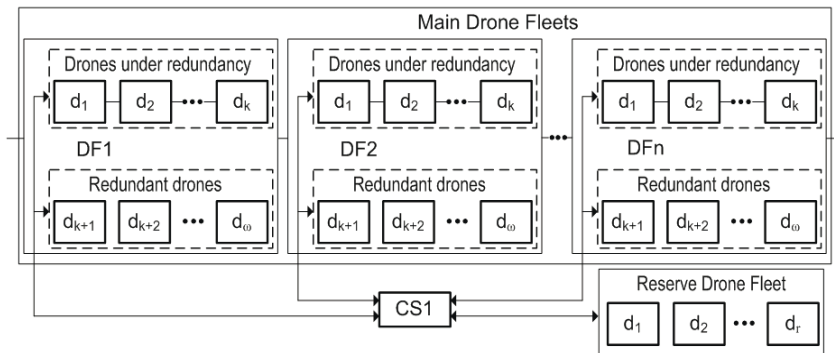 Main Drone Fleets
Drones under redundancy
d1 d2 ••• dk
DF1
Redundant drones
dk+1 dk+2 ••• dω
Drones under redundancy
d1 d2 ••• dk
DF2
Redundant drones
dk+1 dk+2 ••• dω
•••
Drones under redundancy
d1 d2 ••• dk
DFn
Redundant drones
dk+1 dk+2 ••• dω
CS1
Reserve Drone Fleet
d1 d2 ••• dr